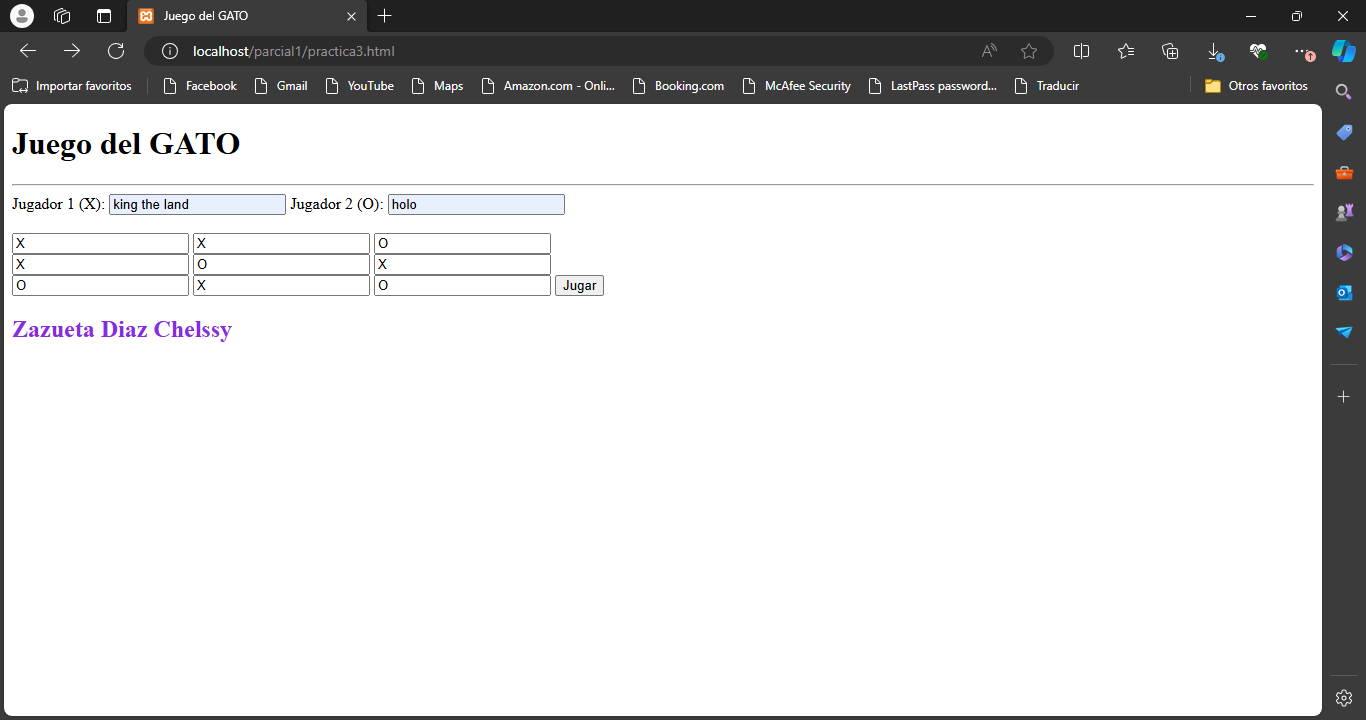 Juego del GATO
localhost/parcial1/practica3.html
Importar favoritos Facebook Gmail YouTube Maps Amazon.com - Onli... Booking.com McAfee Security LastPass password... Traducir Otros favoritos
Juego del GATO
Jugador 1 (X): king the land Jugador 2 (O): holo
X X O
X O X
O X O Jugar
Zazueta Diaz Chelssy